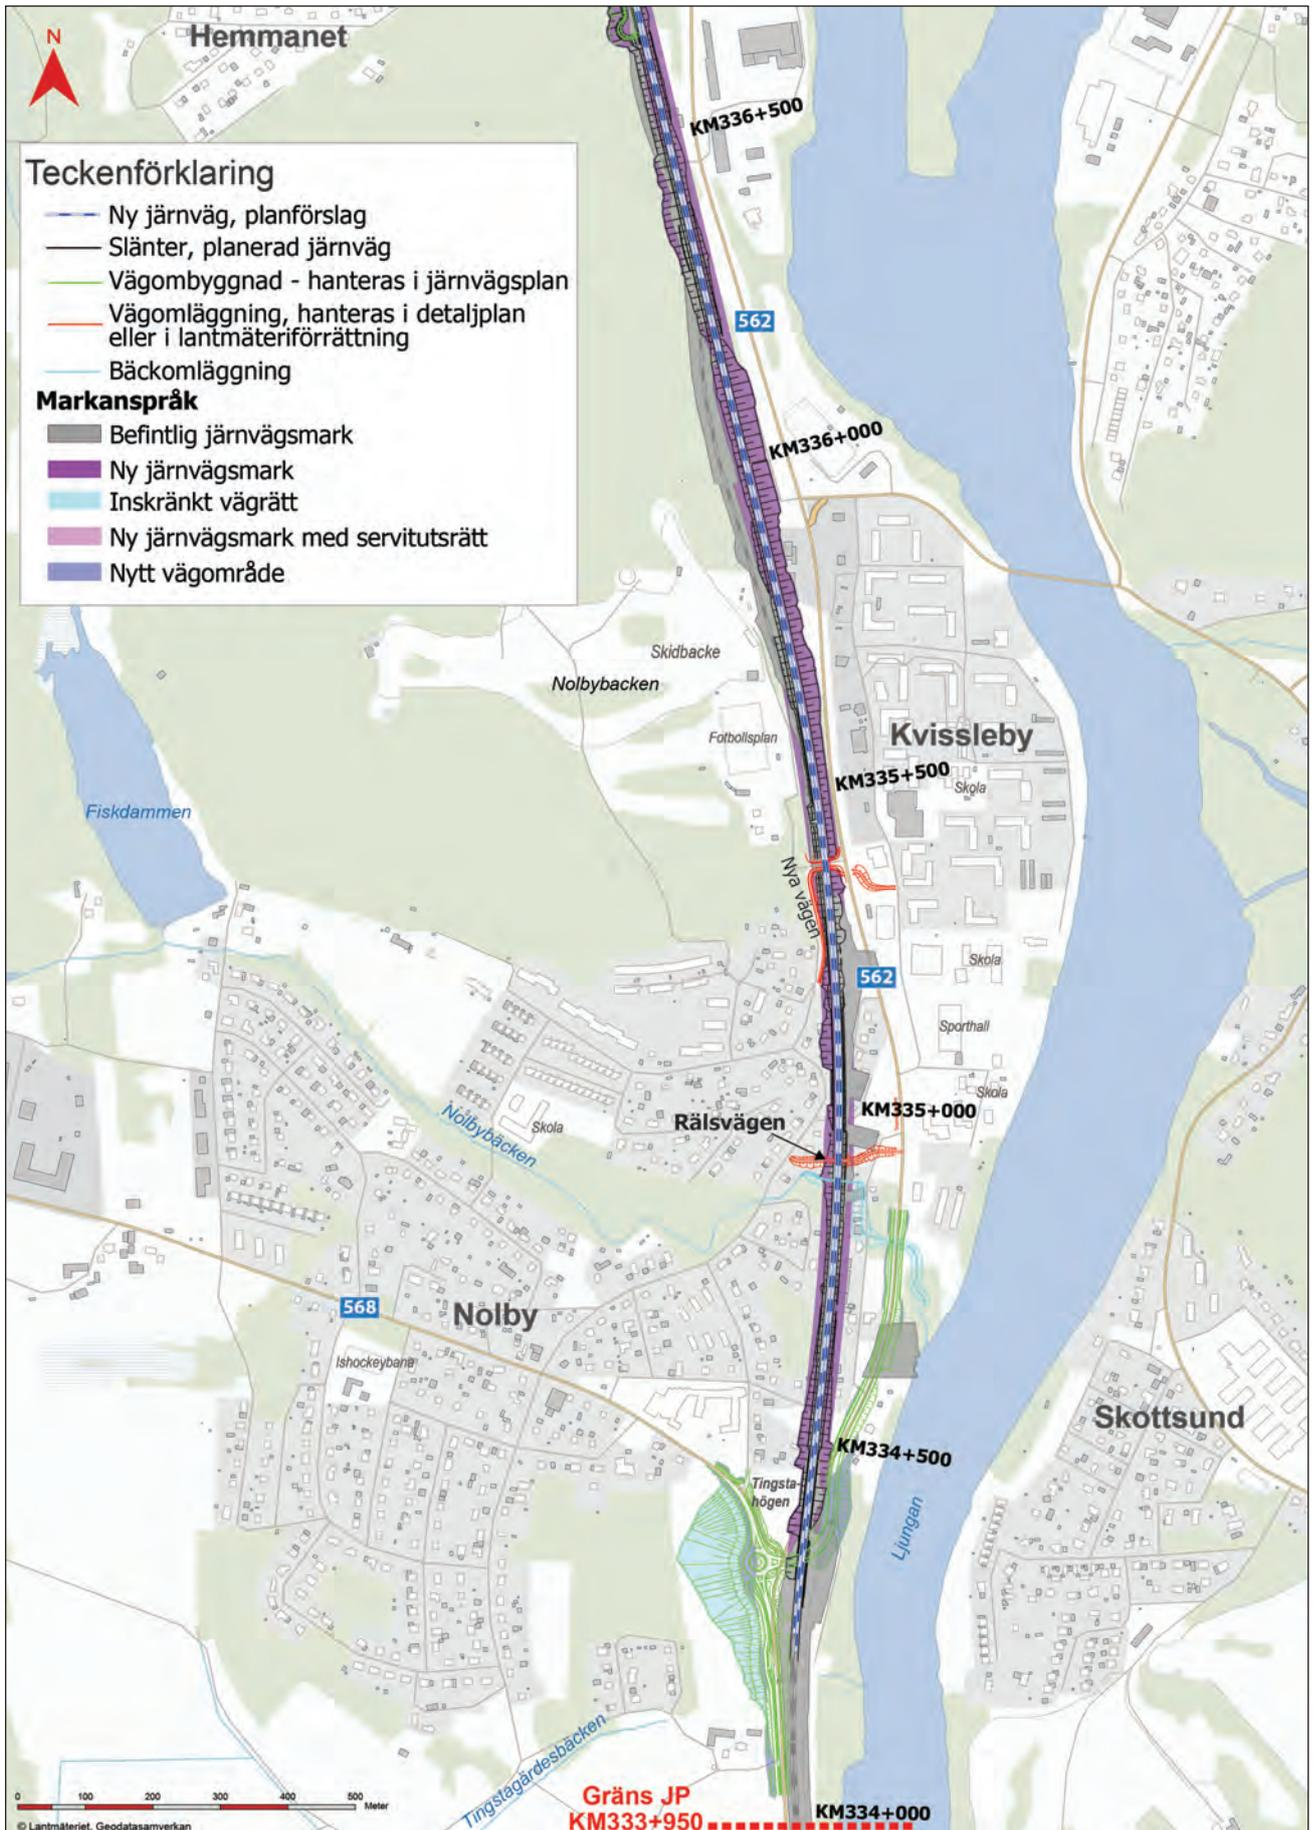 Hemmanet
N
KM336+500
Teckenförklaring
Ny järnväg, planförslag
Slänter, planerad järnväg
Vägombyggnad - hanteras i järnvägsplan
Vägomläggning, hanteras i detaljplan
eller i lantmäteriförrättning
Bäckomläggning
Markanspråk
Befintlig järnvägsmark
Ny järnvägsmark
Inskränkt vägrätt
Ny järnvägsmark med servitutsrätt
Nytt vägområde
562
KM336+000
Skidbacke
Nolbybacken
Fotbollsplan
Kvissleby
KM335+500
Skola
Fiskdammen
Nya vägen
562
Skola
Sporthall
Skola
KM335+000
Nolbybäcken
Skola
Rälsvägen
568
Nolby
Ishockeybana
Skottsund
KM334+500
Tingsta-
högen
Ljungan
Tingstagärdesbäcken
Gräns JP
KM333+950
KM334+000
0 100 200 300 400 500
Meter
© Lantmäteriet, Geodatasamverkan